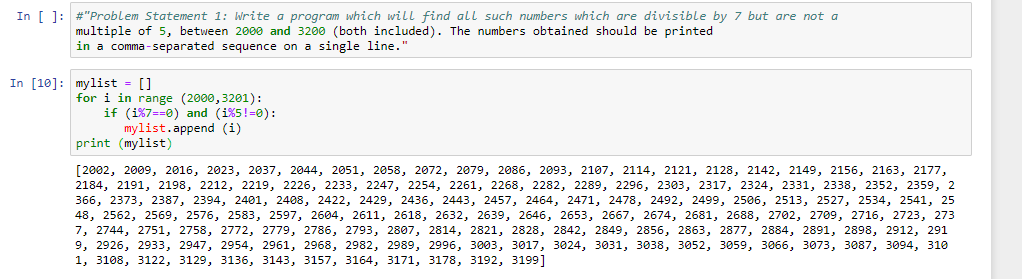 In [ ]: #"Problem Statement 1: Write a program which will find all such numbers which are divisible by 7 but are not a
multiple of 5, between 2000 and 3200 (both included). The numbers obtained should be printed
in a comma-separated sequence on a single line."
In [10]: mylist = []
for i in range (2000,3201):
    if (i%7==0) and (i%5!=0):
       mylist.append (i)
print (mylist)
[2002, 2009, 2016, 2023, 2037, 2044, 2051, 2058, 2072, 2079, 2086, 2093, 2107, 2114, 2121, 2128, 2142, 2149, 2156, 2163, 2177,
2184, 2191, 2198, 2212, 2219, 2226, 2233, 2247, 2254, 2261, 2268, 2282, 2289, 2296, 2303, 2317, 2324, 2331, 2338, 2352, 2359, 2
366, 2373, 2387, 2394, 2401, 2408, 2422, 2429, 2436, 2443, 2457, 2464, 2471, 2478, 2492, 2499, 2506, 2513, 2527, 2534, 2541, 25
48, 2562, 2569, 2576, 2583, 2597, 2604, 2611, 2618, 2632, 2639, 2646, 2653, 2667, 2674, 2681, 2688, 2702, 2709, 2716, 2723, 273
7, 2744, 2751, 2758, 2772, 2779, 2786, 2793, 2807, 2814, 2821, 2828, 2842, 2849, 2856, 2863, 2877, 2884, 2891, 2898, 2912, 291
9, 2926, 2933, 2947, 2954, 2961, 2968, 2982, 2989, 2996, 3003, 3017, 3024, 3031, 3038, 3052, 3059, 3066, 3073, 3087, 3094, 310
1, 3108, 3122, 3129, 3136, 3143, 3157, 3164, 3171, 3178, 3192, 3199]